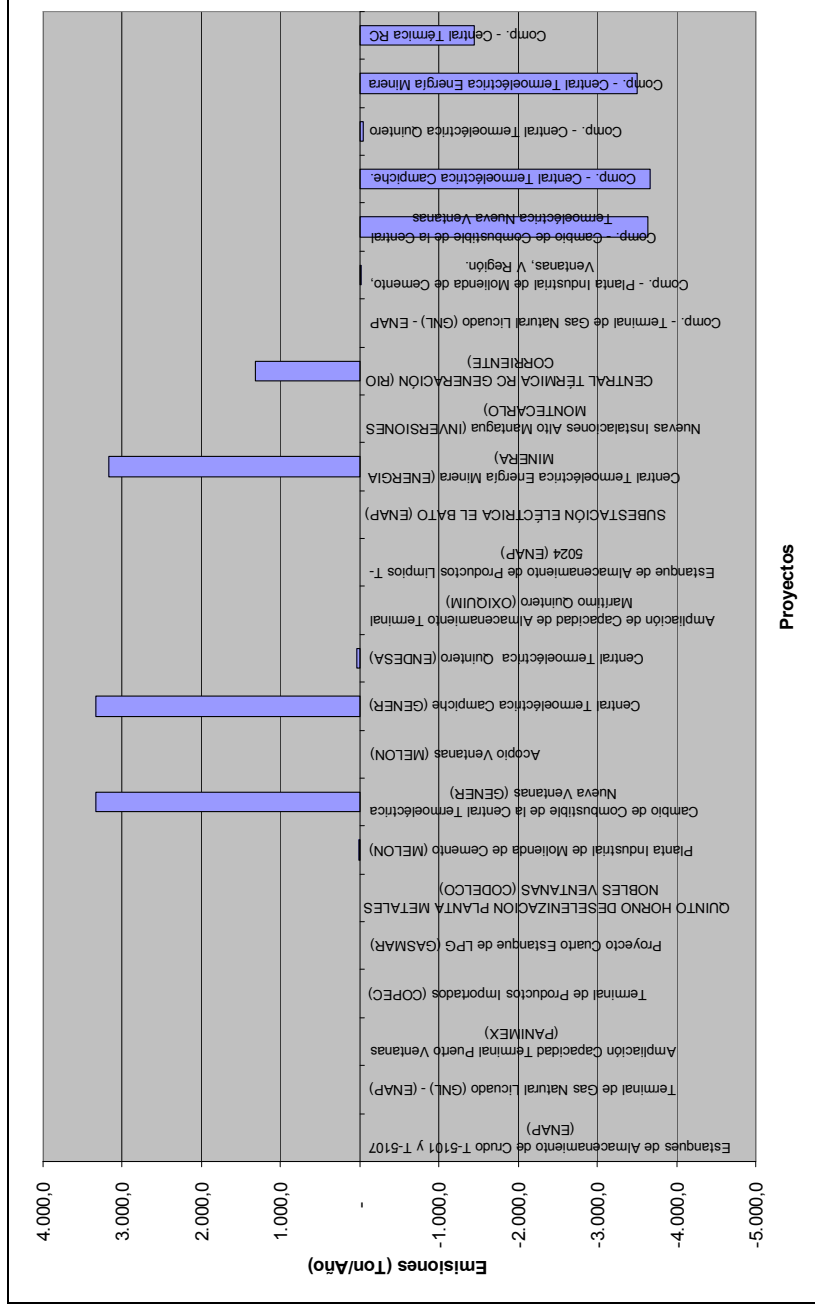 Emisiones (Ton/Año)
4.000,0
3.000,0
2.000,0
1.000,0
-
- 1.000,0
- 2.000,0
- 3.000,0
- 4.000,0
- 5.000,0
Estanques de Almacenamiento de Crudo T-5101 y T-5107
(ENAP)
Terminal de Gas Natural Licuado (GNL) - (ENAP)
Ampliación Capacidad Terminal Puerto Ventanas
(PANIMEX)
Terminal de Productos Importados (COPEC)
Proyecto Cuarto Estanque de LPG (GASMAR)
QUINTO HORNO DESELENIZACION PLANTA METALES
NOBLES VENTANAS (CODELCO)
Planta Industrial de Molienda de Cemento (MELON)
Cambio de Combustible de la Central Termoeléctrica
Nueva Ventanas (GENER)
Acopio Ventanas (MELON)
Central Termoeléctrica Campiche (GENER)
Central Termoeléctrica Quintero (ENDESA)
Ampliación de Capacidad de Almacenamiento Terminal
Marítimo Quintero (OXIQUIM)
Estanque de Almacenamiento de Productos Limpios T-
5024 (ENAP)
SUBESTACIÓN ELÉCTRICA EL BATO (ENAP)
Central Termoeléctrica Energía Minera (ENERGIA
MINERA)
Nuevas Instalaciones Alto Mantagua (INVERSIONES
MONTECARLO)
CENTRAL TÉRMICA RC GENERACIÓN (RIO
CORRIENTE)
Comp. - Terminal de Gas Natural Licuado (GNL) - ENAP
Comp. - Planta Industrial de Molienda de Cemento,
Ventanas, V Región.
Comp. - Cambio de Combustible de la Central
Termoeléctrica Nueva Ventanas
Comp. - Central Termoeléctrica Campiche.
Comp. - Central Termoeléctrica Quintero
Comp. - Central Termoeléctrica Energía Minera
Comp. - Central Térmica RC
Proyectos